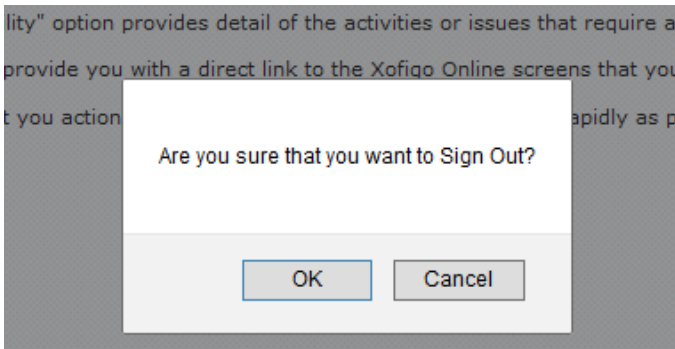 lity" option provides detail of the activities or issues that require a
provide you with a direct link to the Xofigo Online screens that you
t you action apidly as p
Are you sure that you want to Sign Out?
OK Cancel